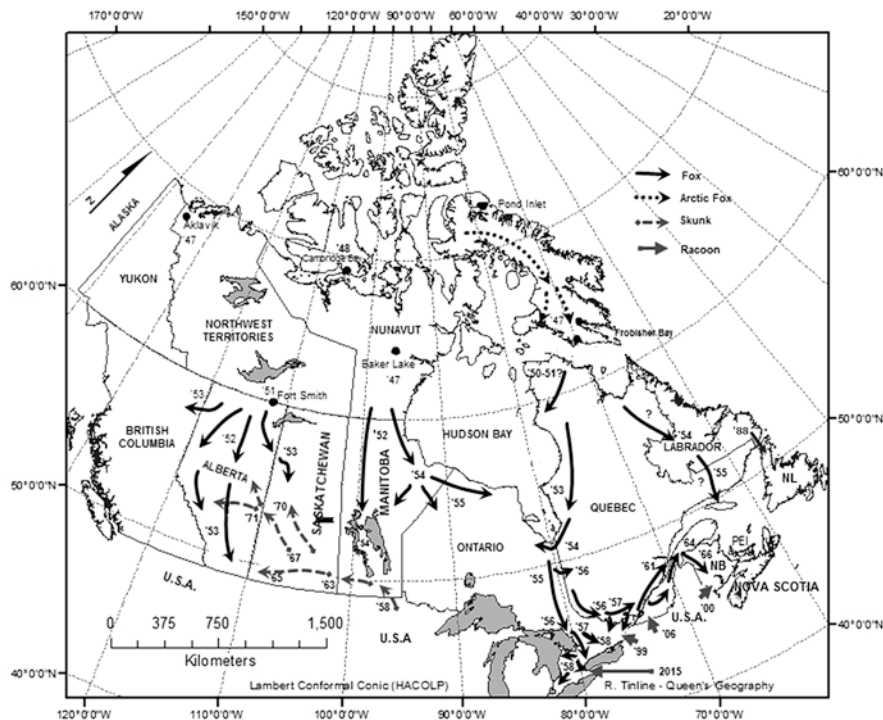 170°0'W 150°0'W 120°0'W 90°0'W 60°0'W 40°0'W 30°0'W 20°0'W 10°0'W
60°0'0"N
N
ALASKA
Aklavik
'47
YUKON
Pond Inlet
Fox
Arctic Fox
Skunk
Racoon
'48
Cambridge Bay
60°0'0"N
NORTHWEST
TERRITORIES
NUNAVUT
Baker Lake
'47
'47
Frobisher Bay
'50-51?
'51
Fort Smith
50°0'0"N
BRITISH
COLUMBIA
'53
'52
'53
ALBERTA
'53
SASKATCHEWAN
'70
'71
'67
'65
'63
'58
'52
MANITOBA
'54
'54
'55
HUDSON BAY
?
'54
LABRADOR
'88
'55
?
NL
50°0'0"N
'53
QUEBEC
ONTARIO
'54
'55
'56
'56
'57
'61
'64
'66
PEI
NB
NOVA SCOTIA
'00
U.S.A.
'06
'99
'56
'57
'58
'58
2015
40°0'0"N
U.S.A.
U.S.A
0 375 750 1,500
Kilometers
40°0'0"N
Lambert Conformal Conic (HACOLP)
R. Tinline - Queen's Geography
120°0'0"W 110°0'0"W 100°0'0"W 90°0'0"W 80°0'0"W 70°0'0"W